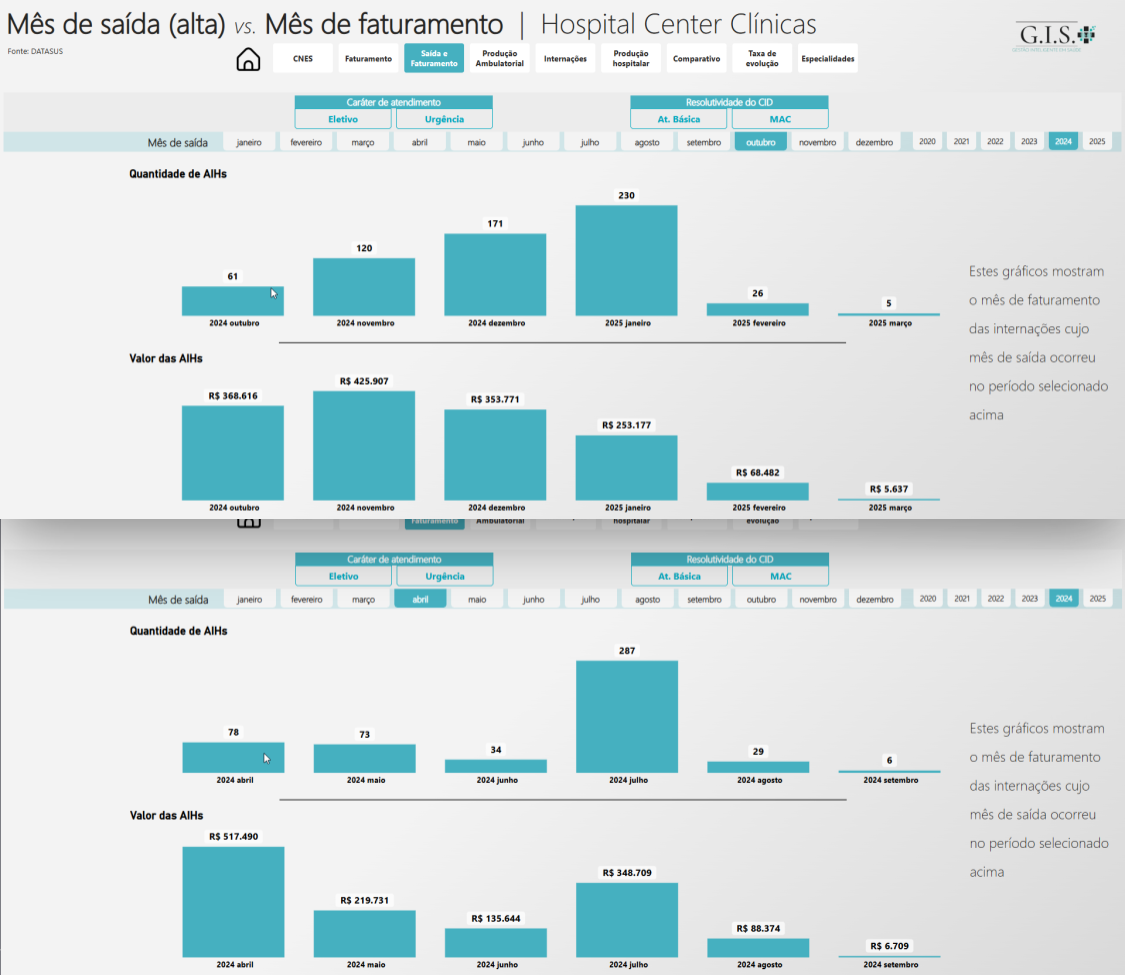 Mês de saída (alta) vs. Mês de faturamento | Hospital Center Clínicas
Fonte: DATASUS
G.I.S.
CNES
Faturamento
Saída e
Faturamento
Produção
Ambulatorial
Internações
Produção
hospitalar
Comparativo
Taxa de
evolução
Especialidades
Caráter de atendimento
Eletivo
Urgência
Resolutividade do CID
At. Básica
MAC
Mês de saída janeiro fevereiro março abril maio junho julho agosto setembro outubro novembro dezembro 2020 2021 2022 2023 2024 2025
Quantidade de AIHs
61 120 171 230 26 5
2024 outubro 2024 novembro 2024 dezembro 2025 janeiro 2025 fevereiro 2025 março
Valor das AIHs
R$ 368.616 R$ 425.907 R$ 353.771 R$ 253.177 R$ 68.482 R$ 5.637
2024 outubro 2024 novembro 2024 dezembro 2025 janeiro 2025 fevereiro 2025 março
Estes gráficos mostram
o mês de faturamento
das internações cujo
mês de saída ocorreu
no período selecionado
acima
Faturamento Ambulatorial hospitalar evolução
Caráter de atendimento
Eletivo
Urgência
Resolutividade do CID
At. Básica
MAC
Mês de saída janeiro fevereiro março abril maio junho julho agosto setembro outubro novembro dezembro 2020 2021 2022 2023 2024 2025
Quantidade de AIHs
78 73 34 287 29 6
2024 abril 2024 maio 2024 junho 2024 julho 2024 agosto 2024 setembro
Valor das AIHs
R$ 517.490 R$ 219.731 R$ 135.644 R$ 348.709 R$ 88.374 R$ 6.709
2024 abril 2024 maio 2024 junho 2024 julho 2024 agosto 2024 setembro
Estes gráficos mostram
o mês de faturamento
das internações cujo
mês de saída ocorreu
no período selecionado
acima